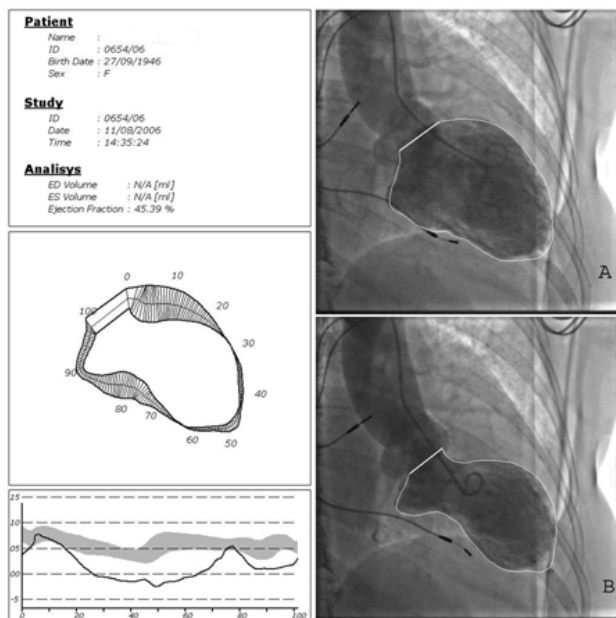 Patient
Name :
ID : 0654/06
Birth Date : 27/09/1946
Sex : F
Study
ID : 0654/06
Date : 11/08/2006
Time : 14:35:24
Analisys
ED Volume : N/A [ml]
ES Volume : N/A [ml]
Ejection Fraction : 45.39 %
A
0
10
20
30
40
50
60
70
80
90
100
B
15
10
05
00
-5
0 20 40 60 80 100